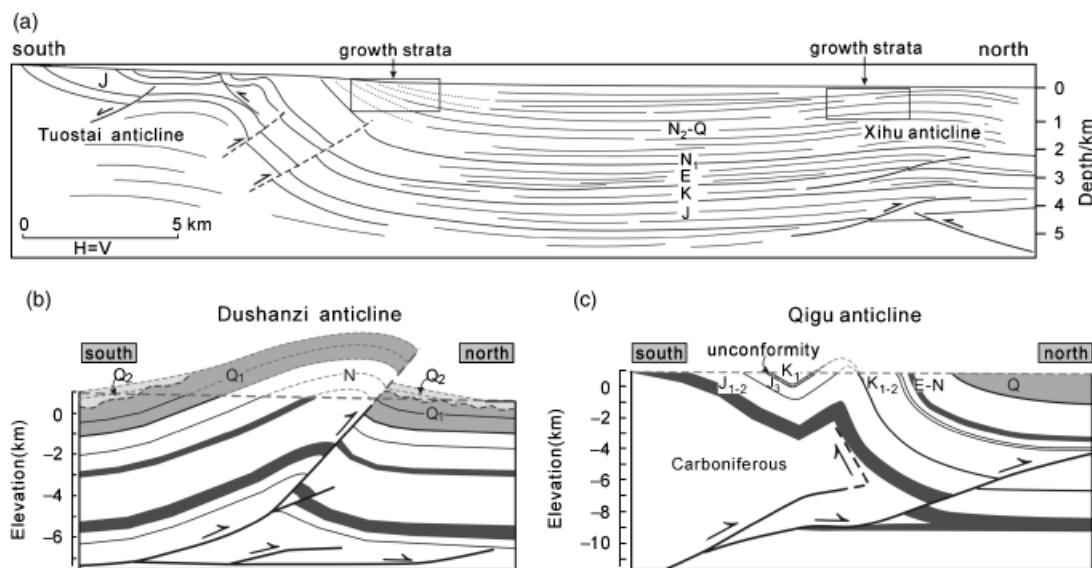 (a)
south
growth strata
growth strata
north
J
Tuostai anticline
N₂-Q
N₁
E
K
J
Xihu anticline
0
1
2
3
4
5
Depth/km
0 5 km
H=V
(b)
Dushanzi anticline
south
north
Q₂
Q₁
N
Q₂
Q₁
0
-2
-4
-6
Elevation(km)
(c)
Qigu anticline
south
unconformity
north
J₁₋₂
J₃
K₁
K₁₋₂
E-N
Q
Carboniferous
0
-2
-4
-6
-8
-10
Elevation(km)